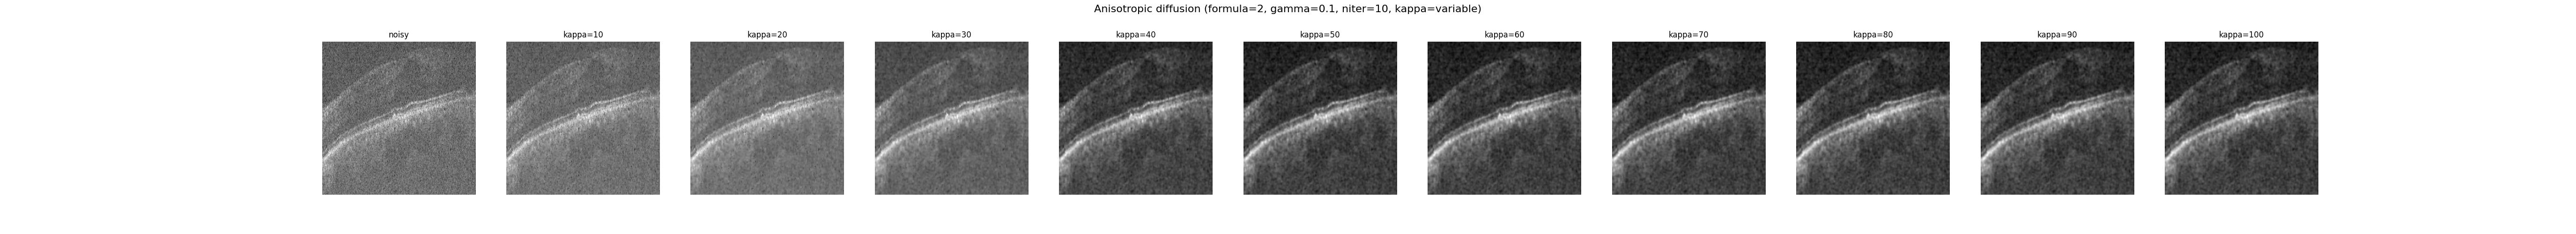 Anisotropic diffusion (formula=2, gamma=0.1, niter=10, kappa=variable)
noisy
kappa=10
kappa=20
kappa=30
kappa=40
kappa=50
kappa=60
kappa=70
kappa=80
kappa=90
kappa=100